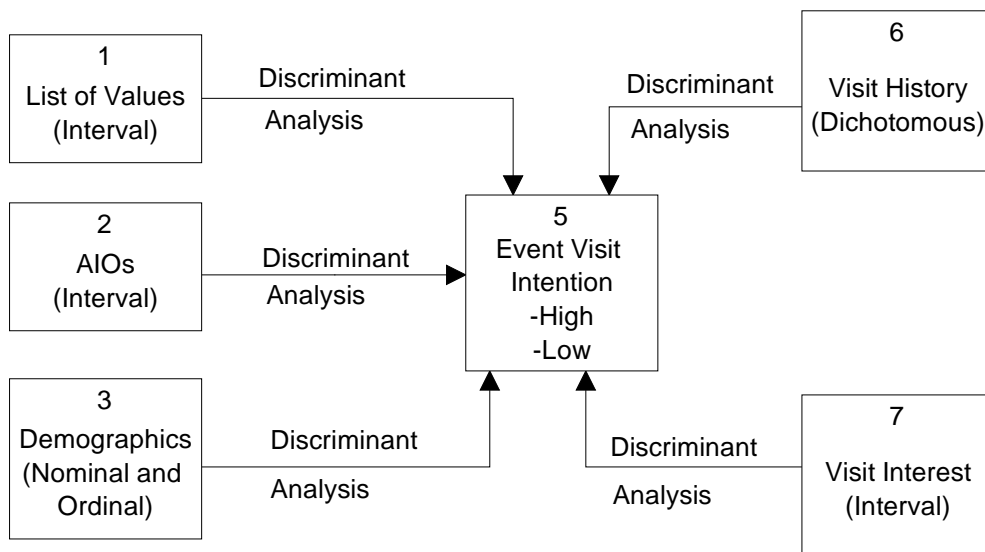 1
List of Values
(Interval)
Discriminant
Analysis
2
AIOs
(Interval)
Discriminant
Analysis
3
Demographics
(Nominal and
Ordinal)
Discriminant
Analysis
5
Event Visit
Intention
-High
-Low
6
Visit History
(Dichotomous)
Discriminant
Analysis
7
Visit Interest
(Interval)
Discriminant
Analysis